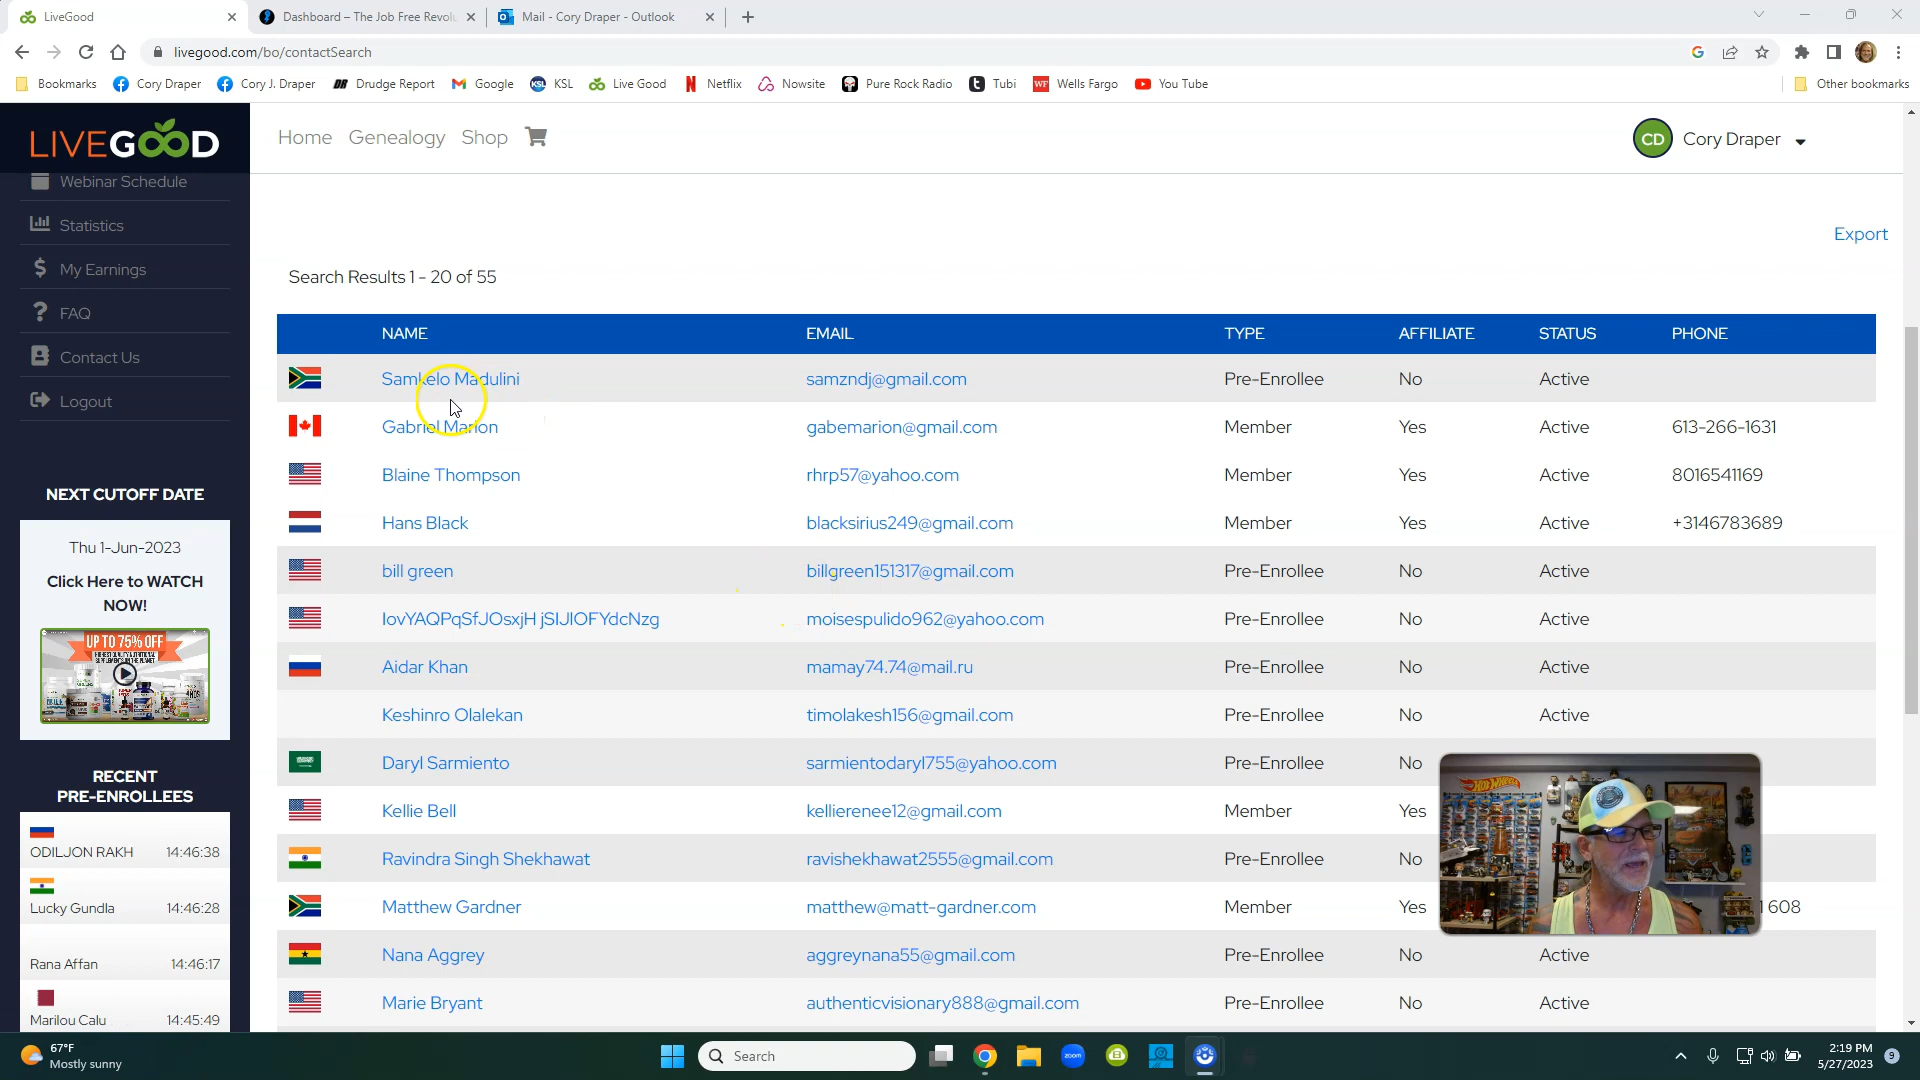 LiveGood
Dashboard – The Job Free Revolu
Mail - Cory Draper - Outlook
livegood.com/bo/contactSearch
Bookmarks
Cory Draper
Cory J. Draper
DR Drudge Report
Google
KSL KSL
Live Good
Netflix
Nowsite
Pure Rock Radio
Tubi
WF Wells Fargo
You Tube
Other bookmarks
LIVEGOOD
Home Genealogy Shop
CD Cory Draper
Webinar Schedule
Statistics
My Earnings
FAQ
Contact Us
Logout
NEXT CUTOFF DATE
Thu 1-Jun-2023
Click Here to WATCH
NOW!
UP TO 75% OFF
RECENT
PRE-ENROLLEES
ODILJON RAKH 14:46:38
Lucky Gundla 14:46:28
Rana Affan 14:46:17
Marilou Calu 14:45:49
Export
Search Results 1 - 20 of 55
NAME EMAIL TYPE AFFILIATE STATUS PHONE
Samkelo Madulini samzndj@gmail.com Pre-Enrollee No Active
Gabriel Marion gabemarion@gmail.com Member Yes Active 613-266-1631
Blaine Thompson rhrp57@yahoo.com Member Yes Active 8016541169
Hans Black blacksirius249@gmail.com Member Yes Active +3146783689
bill green billgreen151317@gmail.com Pre-Enrollee No Active
IovYAQPqSfJOsxjH jSIJlOFYdcNzg moisespulido962@yahoo.com Pre-Enrollee No Active
Aidar Khan mamay74.74@mail.ru Pre-Enrollee No Active
Keshinro Olalekan timolakesh156@gmail.com Pre-Enrollee No Active
Daryl Sarmiento sarmientodaryl755@yahoo.com Pre-Enrollee No
Kellie Bell kellierenee12@gmail.com Member Yes
Ravindra Singh Shekhawat ravishekhawat2555@gmail.com Pre-Enrollee No
Matthew Gardner matthew@matt-gardner.com Member Yes 1 608
Nana Aggrey aggreynana55@gmail.com Pre-Enrollee No Active
Marie Bryant authenticvisionary888@gmail.com Pre-Enrollee No Active
HOT WHEELS
67°F
Mostly sunny
Search
zoom
2:19 PM
5/27/2023
9